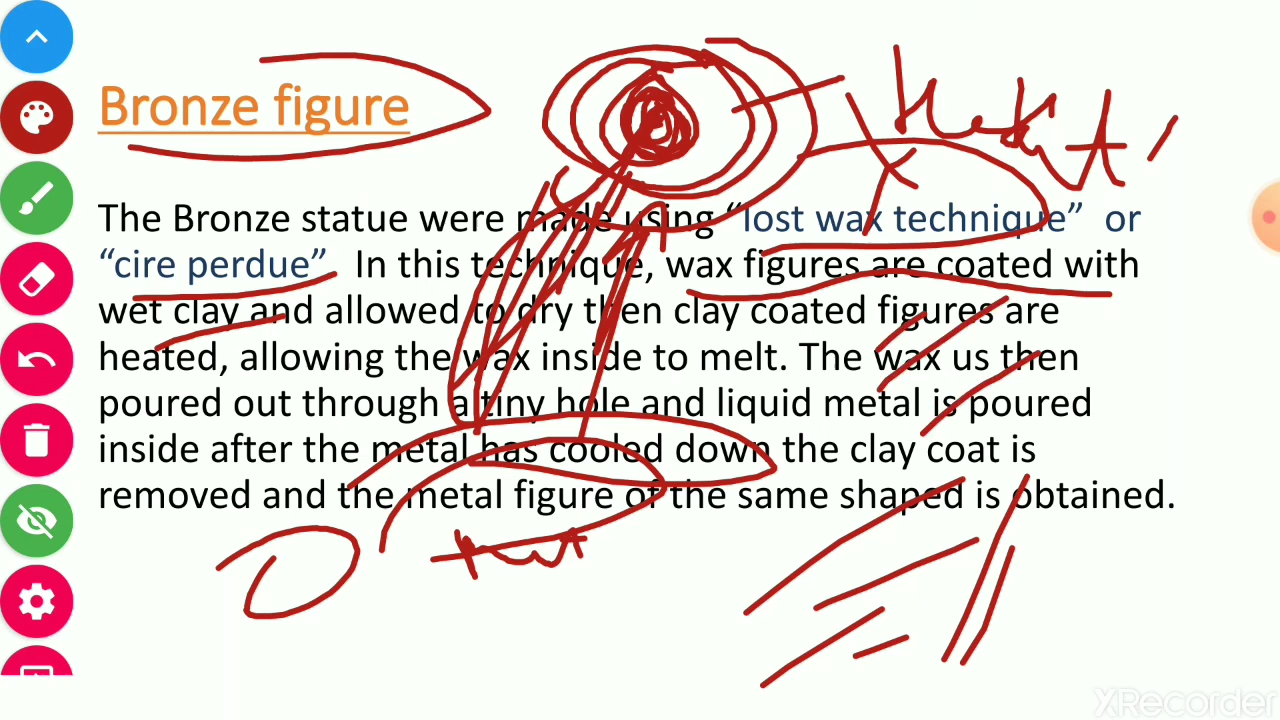 Bronze figure
The Bronze statue were made using “lost wax technique” or
“cire perdue”. In this technique, wax figures are coated with
wet clay and allowed to dry then clay coated figures are
heated, allowing the wax inside to melt. The wax us then
poured out through a tiny hole and liquid metal is poured
inside after the metal has cooled down the clay coat is
removed and the metal figure of the same shaped is obtained.
XRecorder